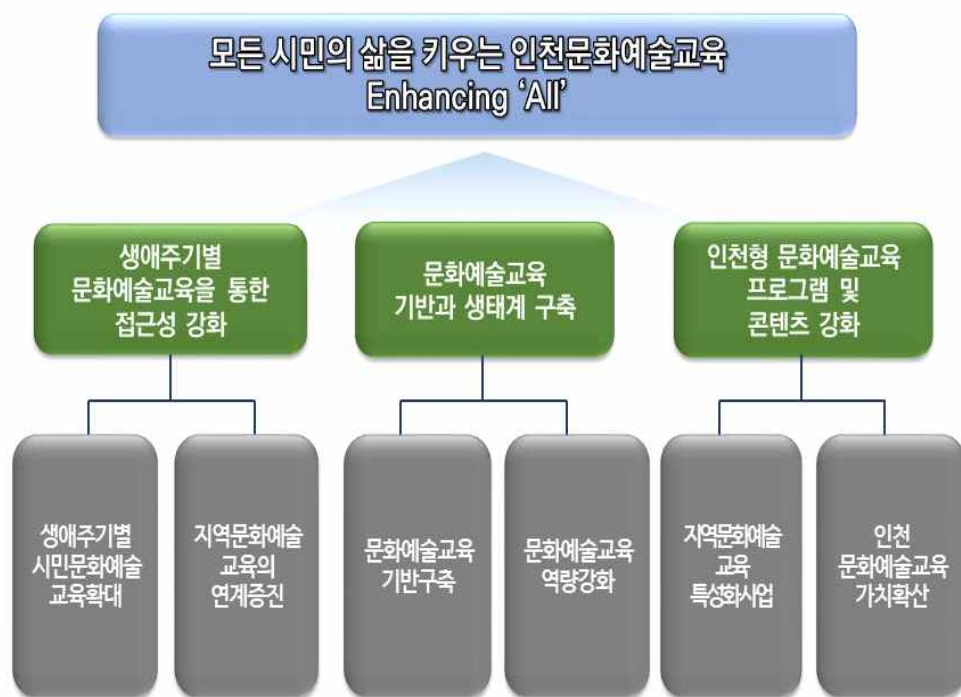 모든 시민의 삶을 키우는 인천문화예술교육
Enhancing ‘All’
생애주기별
문화예술교육을 통한
접근성 강화
문화예술교육
기반과 생태계 구축
인천형 문화예술교육
프로그램 및
콘텐츠 강화
생애주기별
시민문화예술
교육확대
지역문화예술
교육의
연계증진
문화예술교육
기반구축
문화예술교육
역량강화
지역문화예술
교육
특성화사업
인천
문화예술교육
가치확산